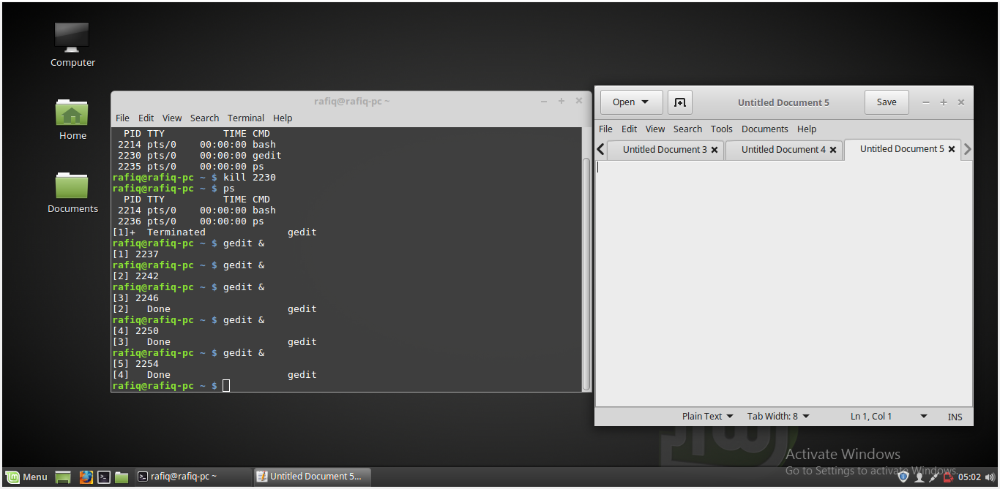 Computer
Home
Documents
rafiq@rafiq-pc ~
File Edit View Search Terminal Help
PID TTY TIME CMD
2214 pts/0 00:00:00 bash
2230 pts/0 00:00:00 gedit
2235 pts/0 00:00:00 ps
rafiq@rafiq-pc ~ $ kill 2230
rafiq@rafiq-pc ~ $ ps
PID TTY TIME CMD
2214 pts/0 00:00:00 bash
2236 pts/0 00:00:00 ps
[1]+ Terminated gedit
rafiq@rafiq-pc ~ $ gedit &
[1] 2237
rafiq@rafiq-pc ~ $ gedit &
[2] 2242
rafiq@rafiq-pc ~ $ gedit &
[3] 2246
[2] Done gedit
rafiq@rafiq-pc ~ $ gedit &
[4] 2250
[3] Done gedit
rafiq@rafiq-pc ~ $ gedit &
[5] 2254
[4] Done gedit
rafiq@rafiq-pc ~ $
Open Untitled Document 5 Save
File Edit View Search Tools Documents Help
Untitled Document 3 Untitled Document 4 Untitled Document 5
Plain Text Tab Width: 8 Ln 1, Col 1 INS
Activate Windows
Go to Settings to activate Windows.
Menu rafiq@rafiq-pc ~ Untitled Document 5... 05:02